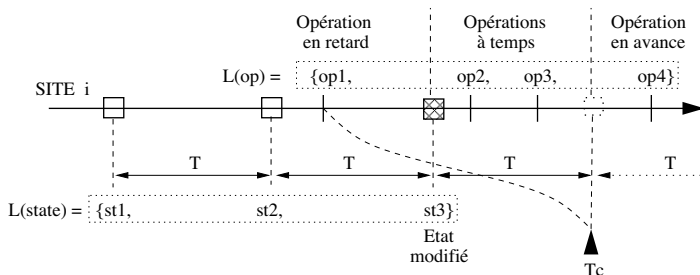 Opération en retard
Opérations à temps
Opération en avance
L(op) = {op1, op2, op3, op4}
SITE i
T T T T
L(state) = {st1, st2, st3}
Etat modifié
Tc